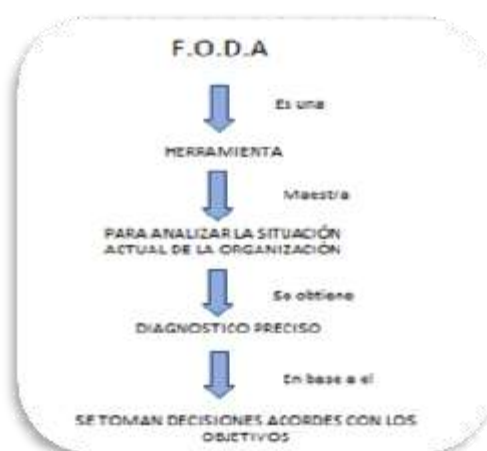 F.O.D.A
Es una
HERRAMIENTA
Maestra
PARA ANALIZAR LA SITUACIÓN
ACTUAL DE LA ORGANIZACIÓN
Se obtiene
DIAGNOSTICO PRECISO
En base a el
SE TOMAN DECISIONES ACORDES CON LOS
OBJETIVOS